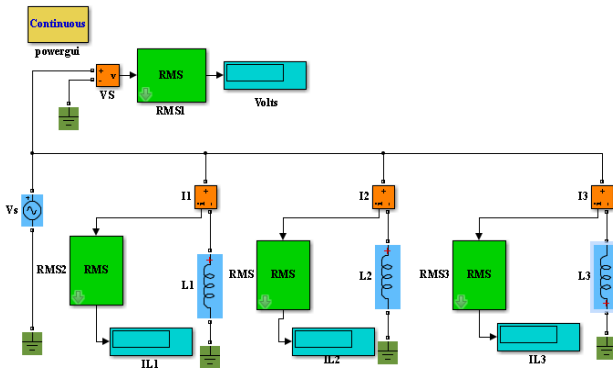 Continuous
powergui
+
-
v
VS
RMS
RMS1
Volts
Vs
I1
+
-
I2
+
-
I3
+
-
RMS2
RMS
L1
RMS
RMS
L2
RMS3
RMS
L3
IL1
IL2
IL3